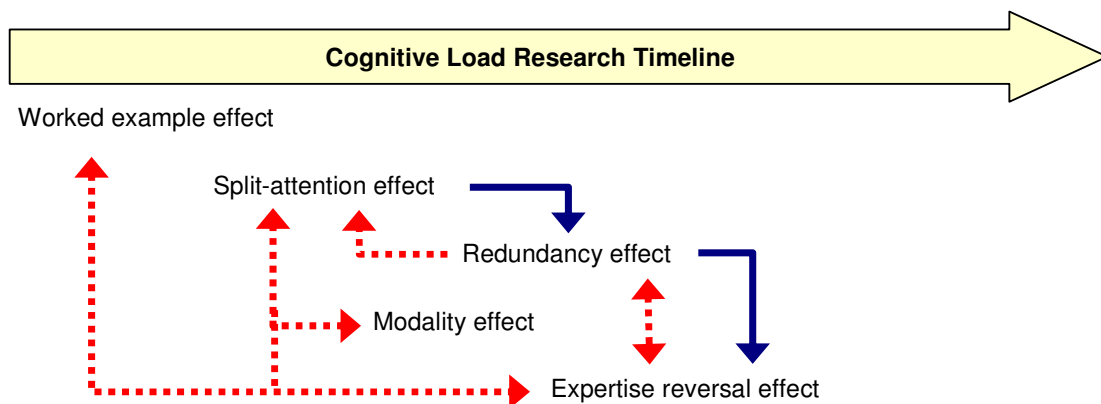 Cognitive Load Research Timeline
Worked example effect
Split-attention effect
Redundancy effect
Modality effect
Expertise reversal effect